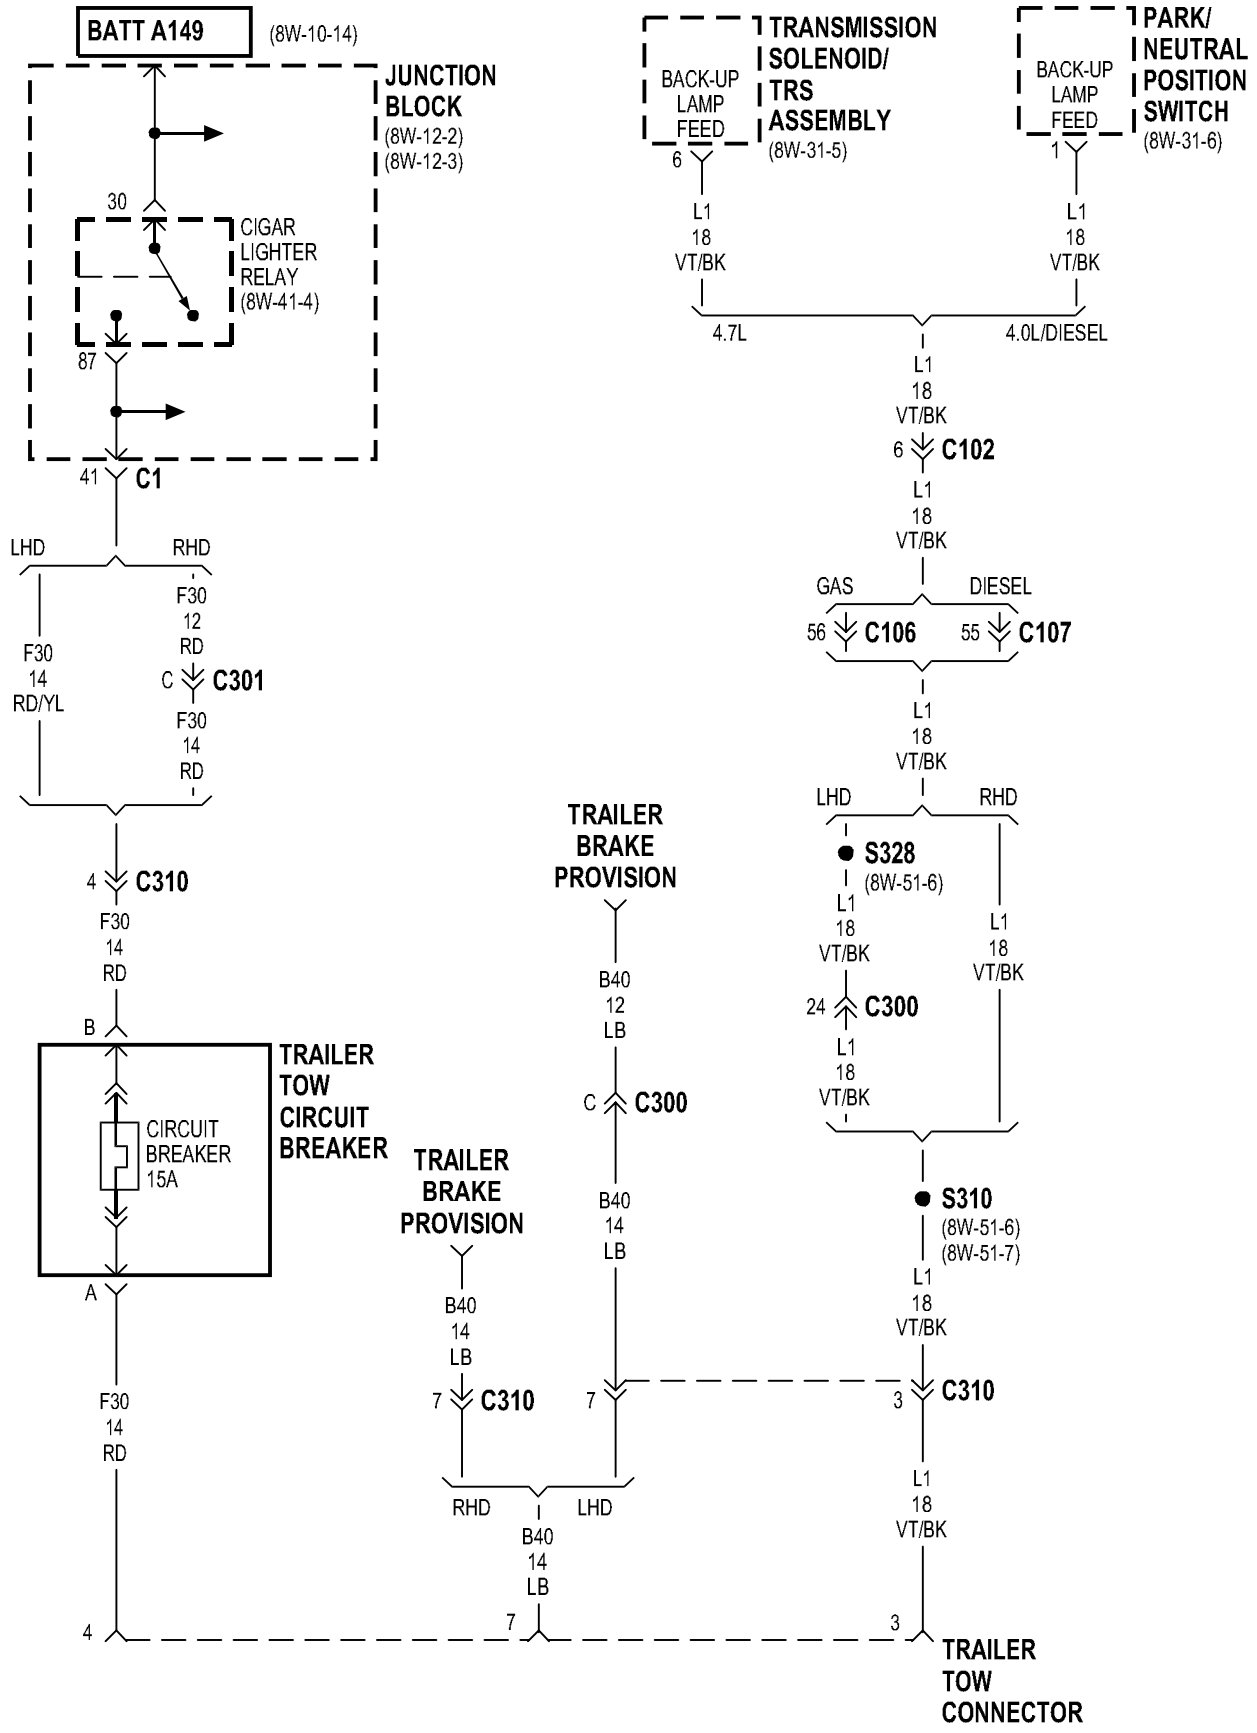 BATT A149
(8W-10-14)
JUNCTION
BLOCK
(8W-12-2)
(8W-12-3)
30
CIGAR
LIGHTER
RELAY
(8W-41-4)
87
41
C1
LHD
RHD
F30
14
RD/YL
F30
12
RD
C
C301
F30
14
RD
4
C310
F30
14
RD
B
TRAILER
TOW
CIRCUIT
BREAKER
CIRCUIT
BREAKER
15A
A
F30
14
RD
4
TRAILER
BRAKE
PROVISION
B40
14
LB
7
C310
RHD
TRAILER
BRAKE
PROVISION
B40
12
LB
C
C300
B40
14
LB
7
LHD
B40
14
LB
7
BACK-UP
LAMP
FEED
TRANSMISSION
SOLENOID/
TRS
ASSEMBLY
(8W-31-5)
6
L1
18
VT/BK
4.7L
BACK-UP
LAMP
FEED
PARK/
NEUTRAL
POSITION
SWITCH
(8W-31-6)
1
L1
18
VT/BK
4.0L/DIESEL
L1
18
VT/BK
6
C102
L1
18
VT/BK
GAS
DIESEL
56
C106
55
C107
L1
18
VT/BK
LHD
RHD
S328
(8W-51-6)
L1
18
VT/BK
24
C300
L1
18
VT/BK
L1
18
VT/BK
S310
(8W-51-6)
(8W-51-7)
L1
18
VT/BK
3
C310
L1
18
VT/BK
3
TRAILER
TOW
CONNECTOR